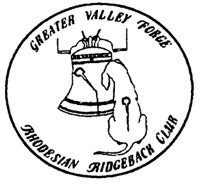 GREATER VALLEY FORGE
RHODESIAN RIDGEBACK CLUB